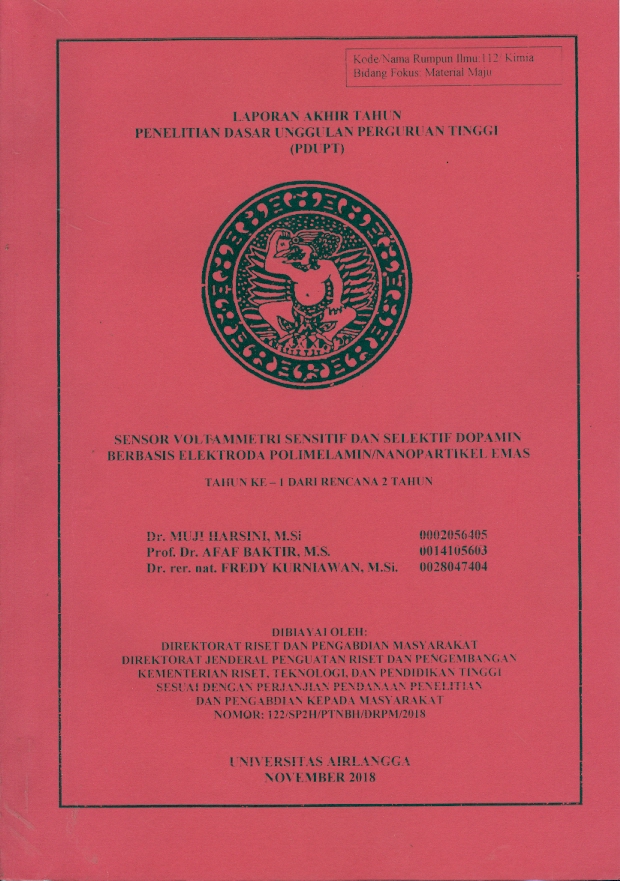 Kode/Nama Rumpun Ilmu:112/ Kimia
Bidang Fokus: Material Maju
LAPORAN AKHIR TAHUN
PENELITIAN DASAR UNGGULAN PERGURUAN TINGGI
(PDUPT)
SENSOR VOLTAMMETRI SENSITIF DAN SELEKTIF DOPAMIN
BERBASIS ELEKTRODA POLIMELAMIN/NANOPARTIKEL EMAS
TAHUN KE – 1 DARI RENCANA 2 TAHUN
Dr. MUJI HARSINI, M.Si 0002056405
Prof. Dr. AFAF BAKTIR, M.S. 0014105603
Dr. rer. nat. FREDY KURNIAWAN, M.Si. 0028047404
DIBIAYAI OLEH:
DIREKTORAT RISET DAN PENGABDIAN MASYARAKAT
DIREKTORAT JENDERAL PENGUATAN RISET DAN PENGEMBANGAN
KEMENTERIAN RISET, TEKNOLOGI, DAN PENDIDIKAN TINGGI
SESUAI DENGAN PERJANJIAN PENDANAAN PENELITIAN
DAN PENGABDIAN KEPADA MASYARAKAT
NOMOR: 122/SP2H/PTNBH/DRPM/2018
UNIVERSITAS AIRLANGGA
NOVEMBER 2018